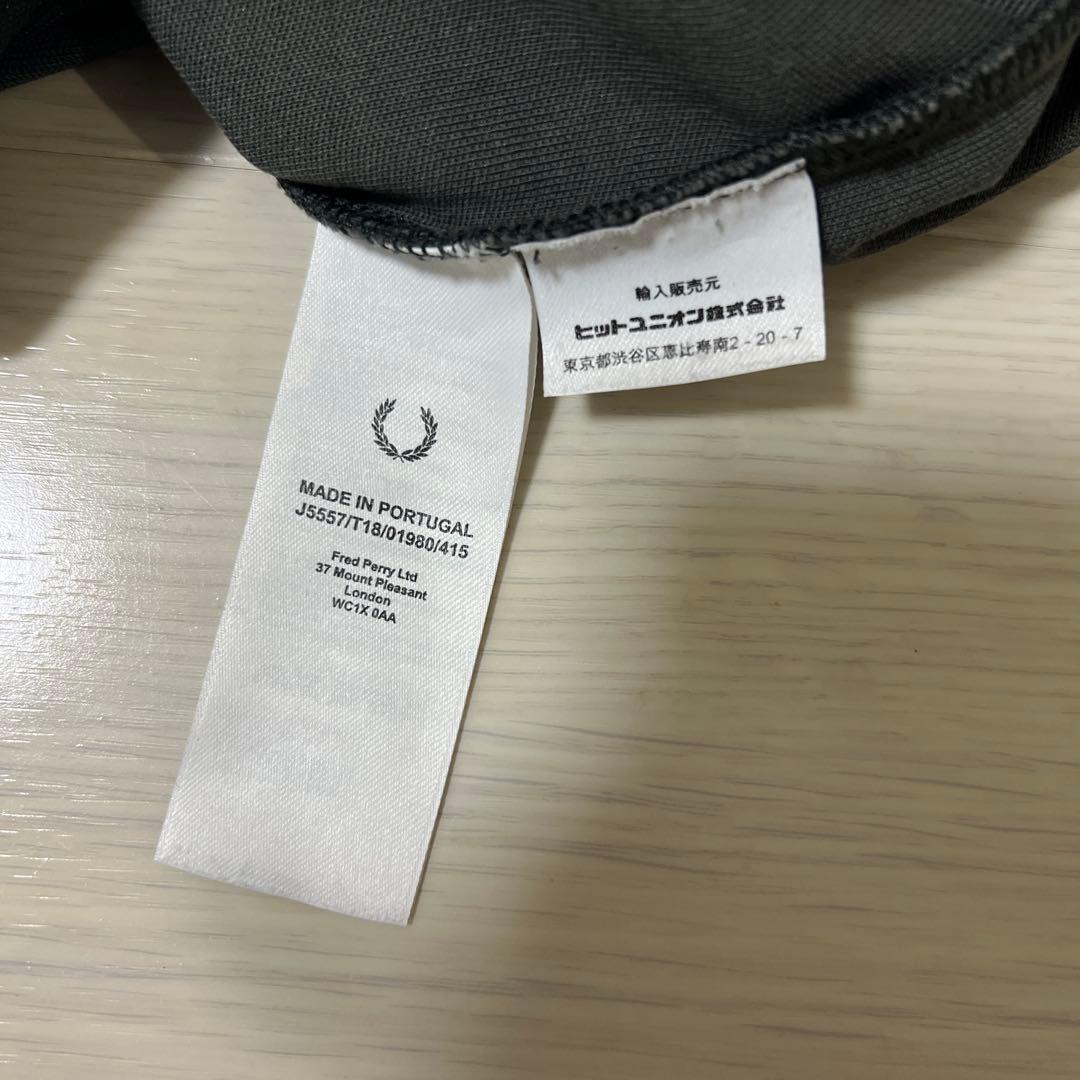 輸入販売元
ヒットユニオン株式会社
東京都渋谷区恵比寿南2-20-7
MADE IN PORTUGAL
J5557/T18/01980/415
Fred Perry Ltd
37 Mount Pleasant
London
WC1X 0AA